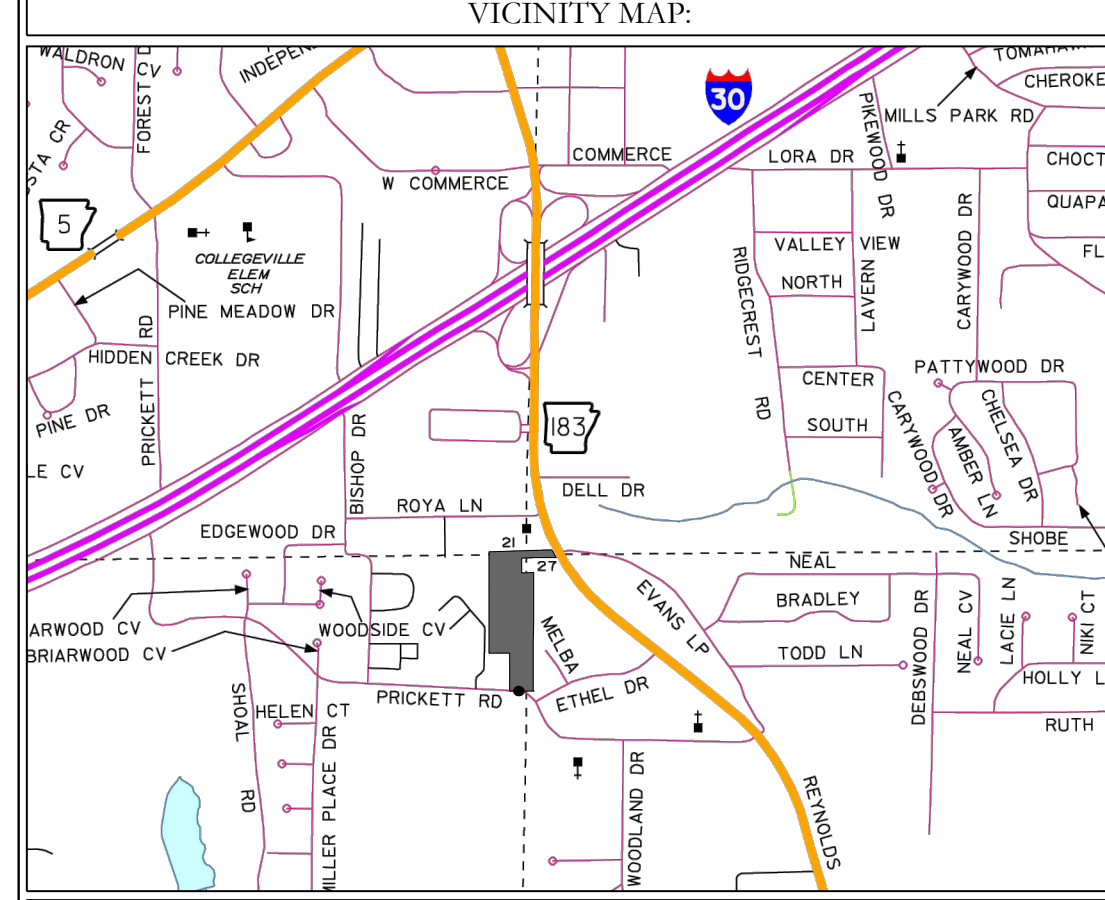 VICINITY MAP:
WALDRON
CV
FOREST
INDEPEN
30
TOMAHAW
CHEROKE
MILLS PARK RD
PIKEWOOD DR
STA CR
COMMERCE
LORA DR
CHOCT
W COMMERCE
QUAPA
5
COLLEGEVILLE
ELEM
SCH
VALLEY VIEW
FL
NORTH
LAVERN DR
CARYWOOD DR
RIDGECREST RD
PINE MEADOW DR
HIDDEN CREEK DR
PRICKETT RD
PATTYWOOD DR
CENTER
SOUTH
CARYWOOD DR
AMBER LN
CHELSEA DR
PINE DR
183
BISHOP DR
LE CV
DELL DR
ROYA LN
EDGEWOOD DR
21
27
SHOBE
NEAL
EVANS LP
BRADLEY
ARWOOD CV
WOODSIDE CV
BRIARWOOD CV
MELBA
TODD LN
DEBSWOOD DR
NEAL CV
LACIE LN
NIKI CT
HOLLY L
PRICKETT RD
ETHEL DR
SHOAL RD
HELEN CT
RUTH
MILLER PLACE DR
WOODLAND DR
REYNOLDS